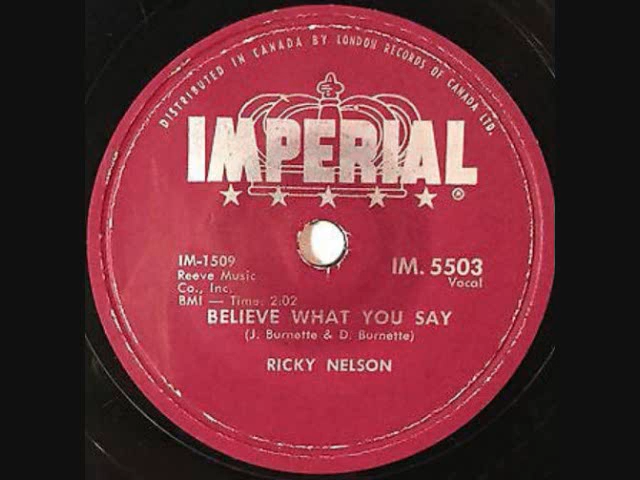 DISTRIBUTED IN CANADA BY LONDON RECORDS OF CANADA LTD.
IMPERIAL
®
IM-1509
Reeve Music
Co., Inc.
BMI — Time: 2:02
IM. 5503
Vocal
BELIEVE WHAT YOU SAY
(J. Burnette & D. Burnette)
RICKY NELSON